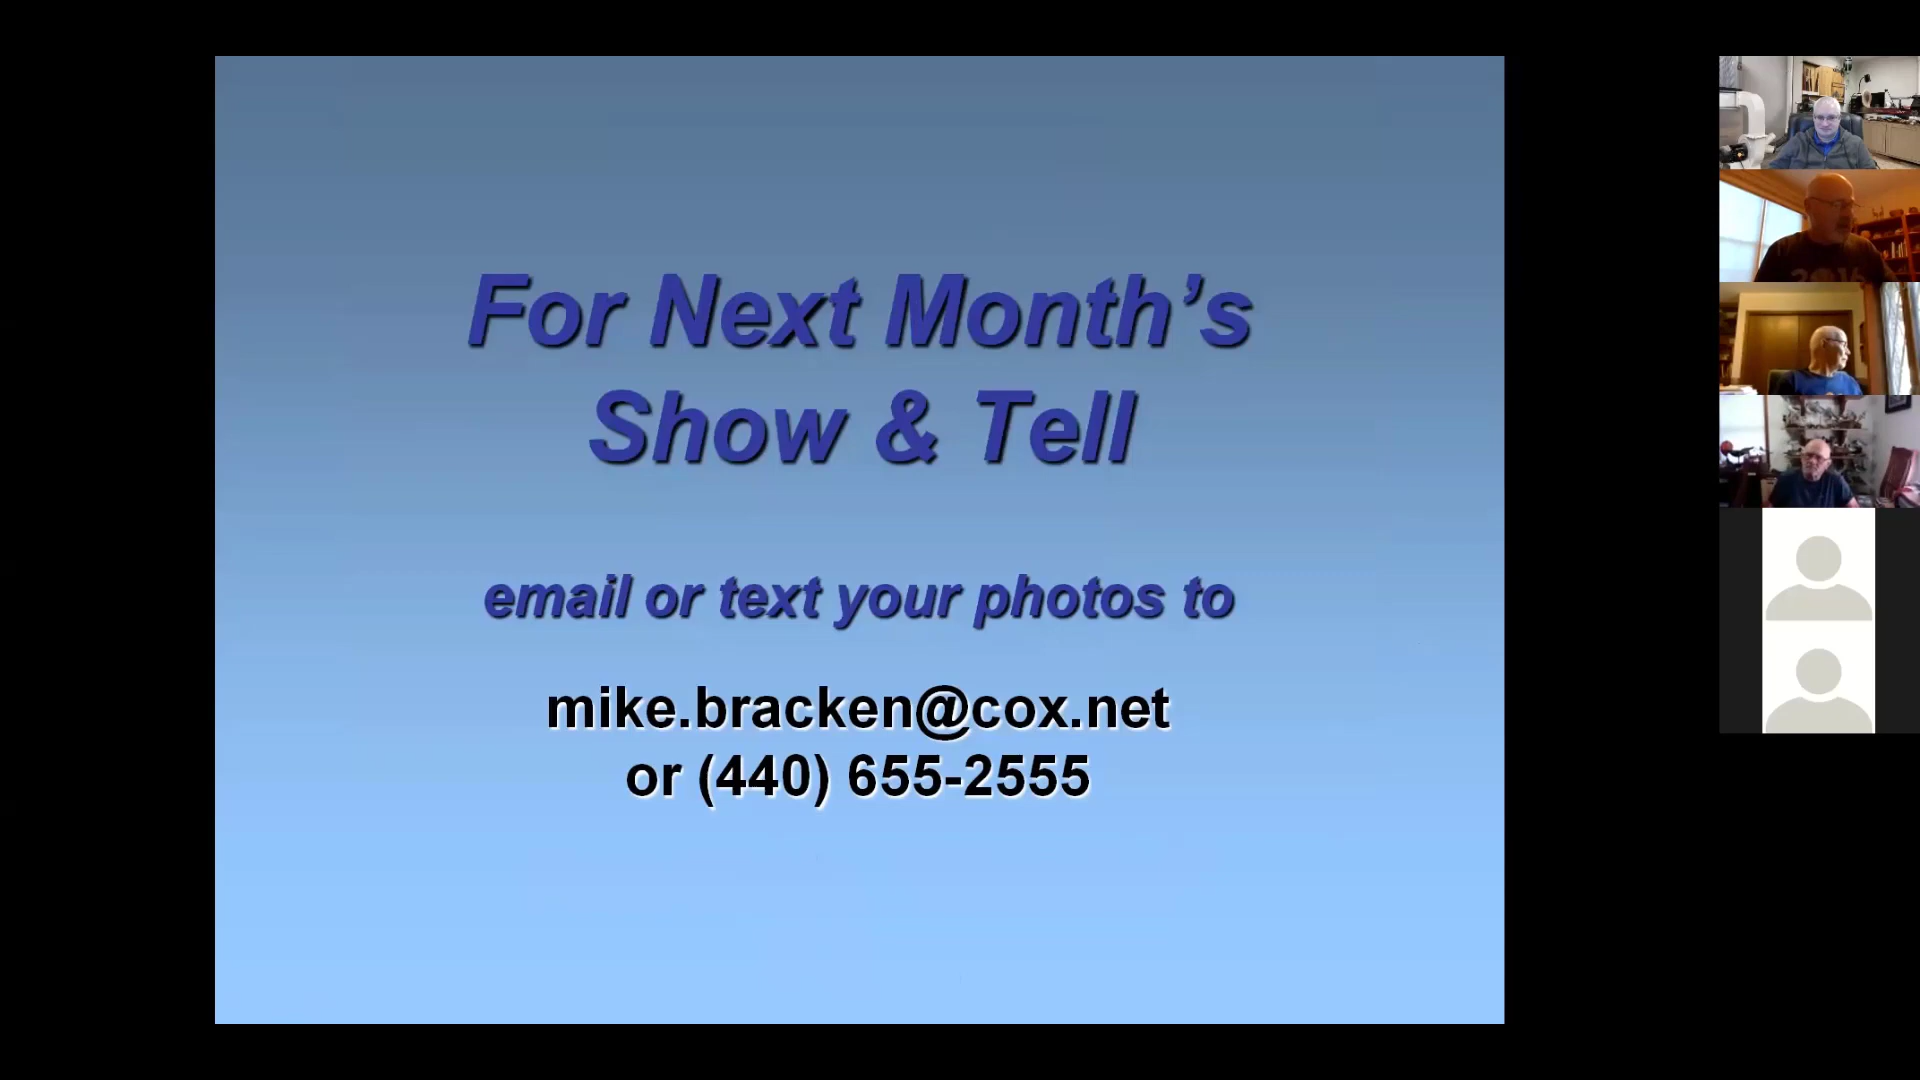 For Next Month’s
Show & Tell
email or text your photos to
mike.bracken@cox.net
or (440) 655-2555
2016